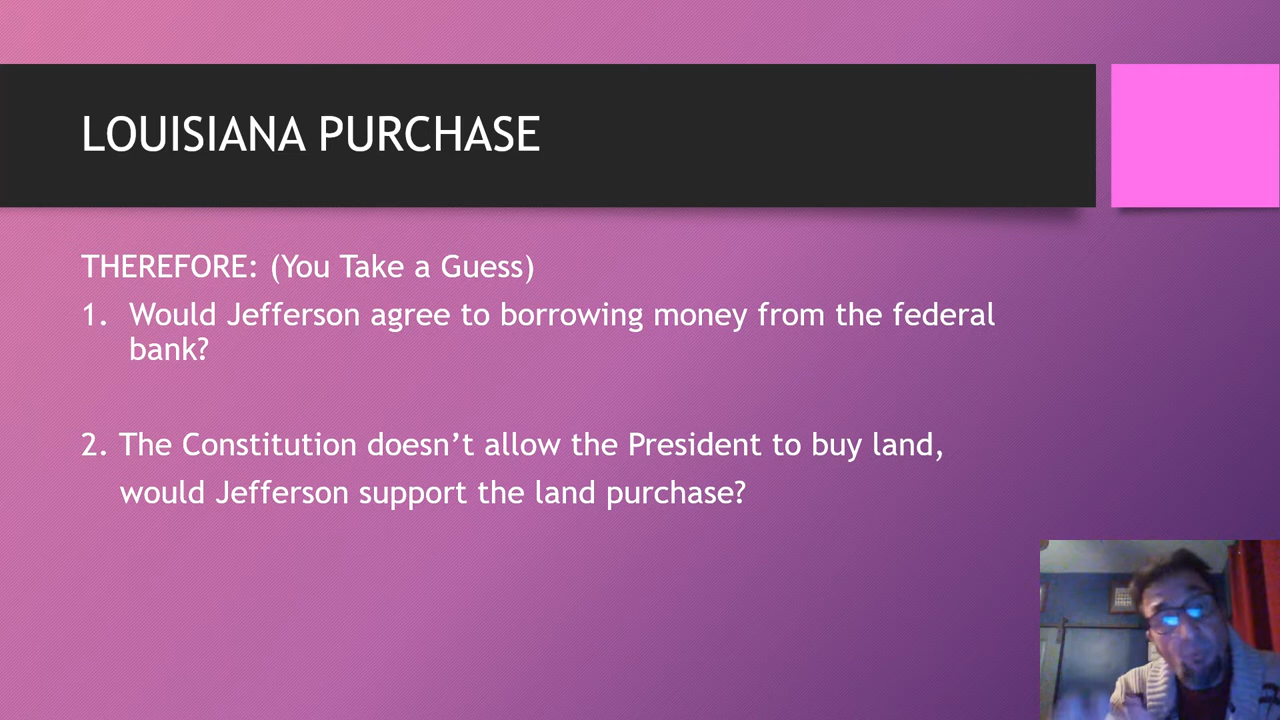 LOUISIANA PURCHASE
THEREFORE: (You Take a Guess)
1. Would Jefferson agree to borrowing money from the federal
bank?
2. The Constitution doesn’t allow the President to buy land,
would Jefferson support the land purchase?